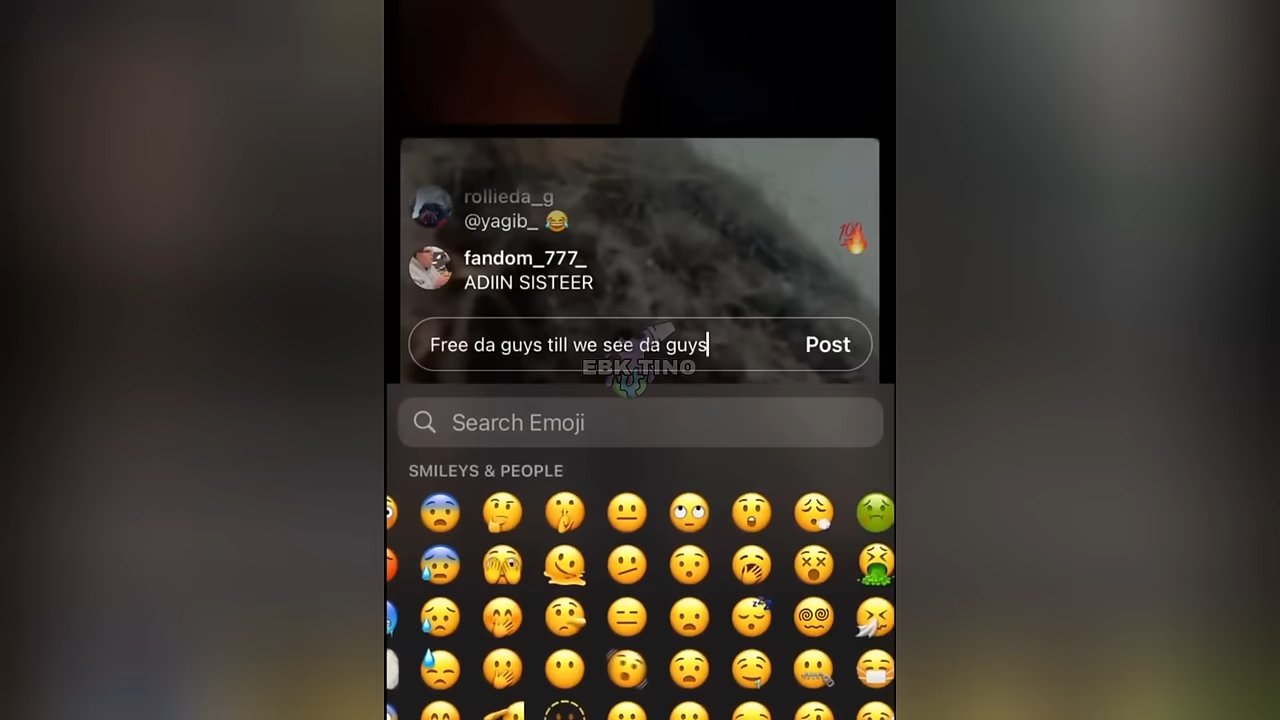 rollieda_g
@yagib_ 😂
💯🔥
fandom_777_
ADIIN SISTEER
Free da guys till we see da guys
Post
EBK TINO
Search Emoji
SMILEYS & PEOPLE